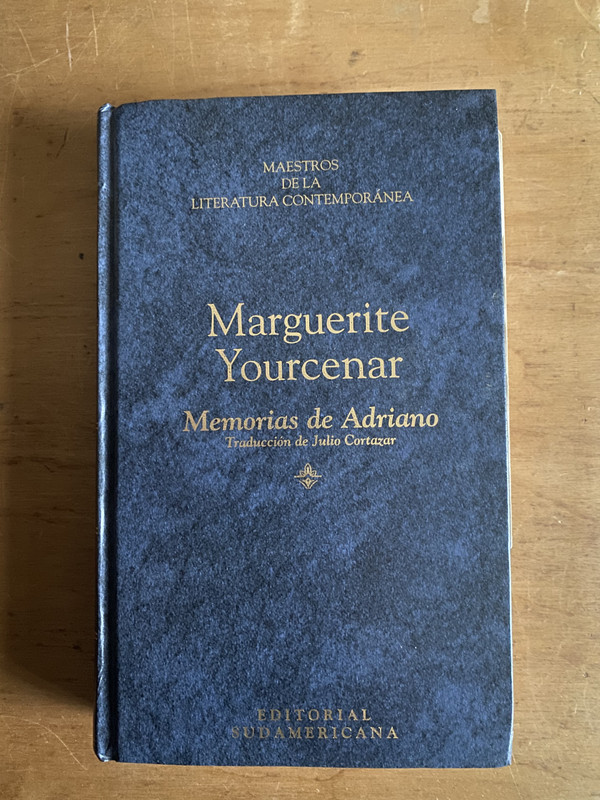 MAESTROS
DE LA
LITERATURA CONTEMPORÁNEA
Marguerite
Yourcenar
Memorias de Adriano
Traducción de Julio Cortazar
EDITORIAL
SUDAMERICANA